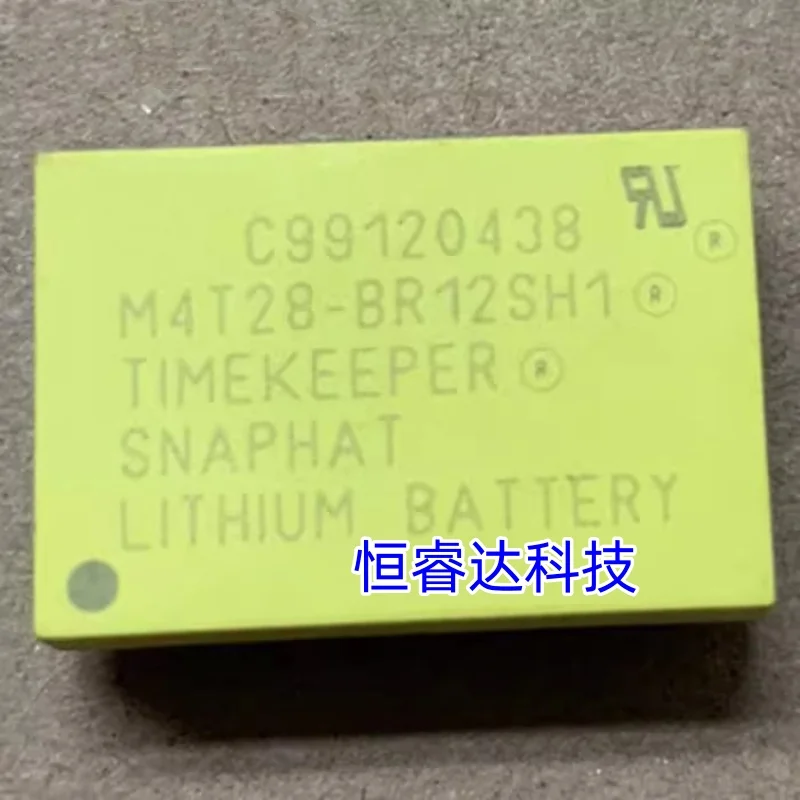 C99120438
M4T28-BR12SH1 ®
TIMEKEEPER ®
SNAPHAT
LITHIUM BATTERY
恒睿达科技